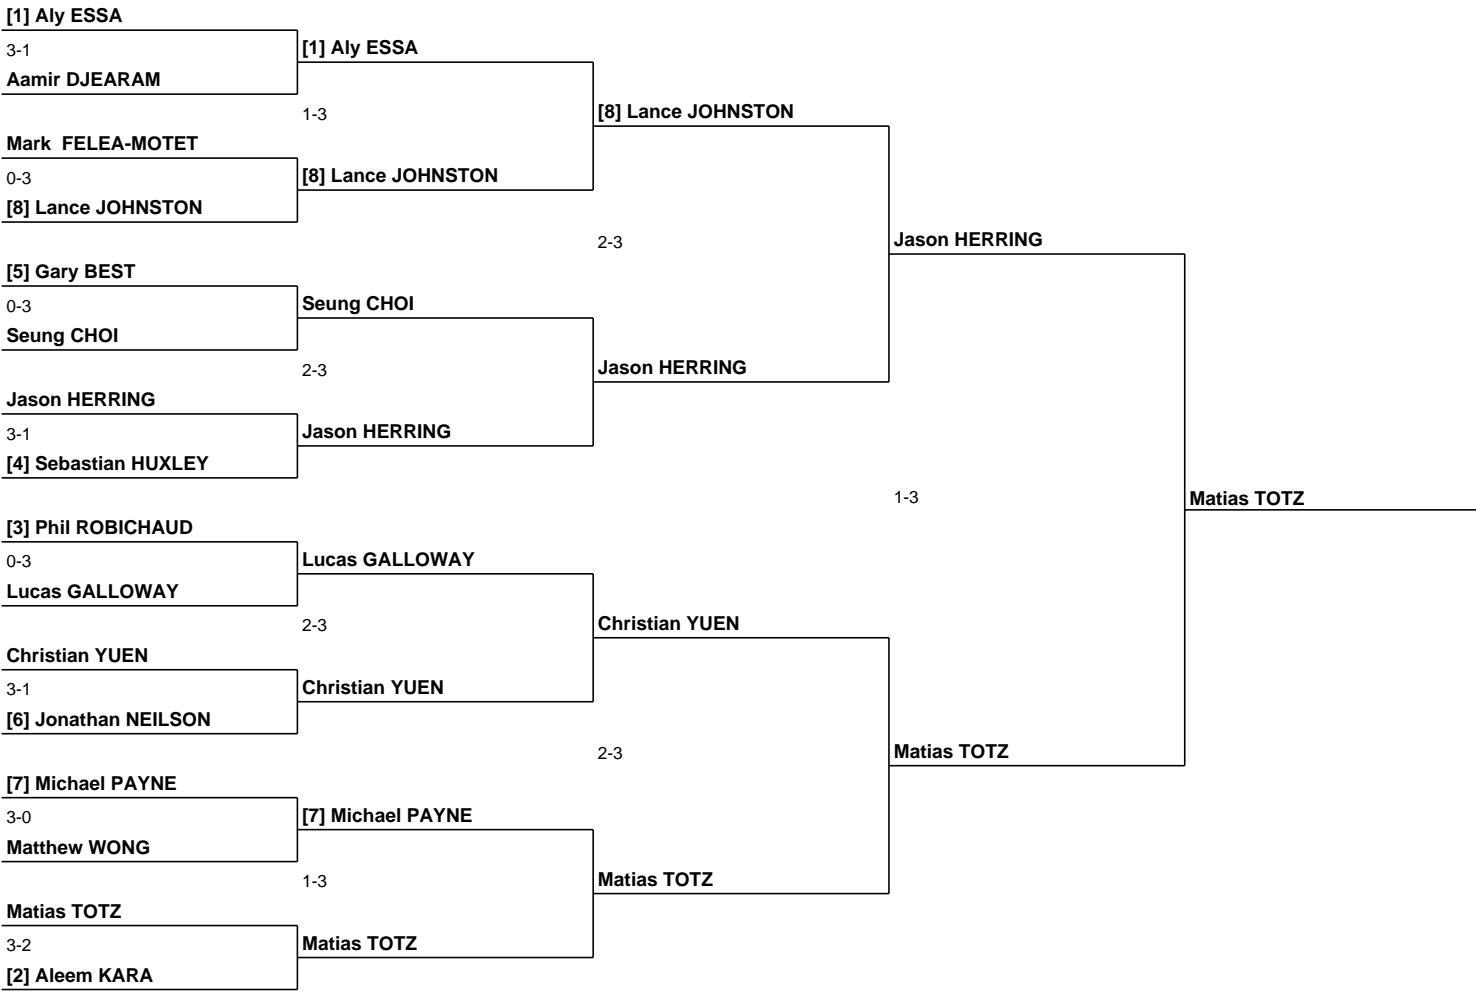 [1] Aly ESSA
3-1
Aamir DJEARAM
Mark  FELEA-MOTET
0-3
[8] Lance JOHNSTON
[5] Gary BEST
0-3
Seung CHOI
Jason HERRING
3-1
[4] Sebastian HUXLEY
[3] Phil ROBICHAUD
0-3
Lucas GALLOWAY
Christian YUEN
3-1
[6] Jonathan NEILSON
[7] Michael PAYNE
3-0
Matthew WONG
Matias TOTZ
3-2
[2] Aleem KARA
[1] Aly ESSA
1-3
[8] Lance JOHNSTON
Seung CHOI
2-3
Jason HERRING
Lucas GALLOWAY
2-3
Christian YUEN
[7] Michael PAYNE
1-3
Matias TOTZ
[8] Lance JOHNSTON
2-3
Jason HERRING
Christian YUEN
2-3
Matias TOTZ
Jason HERRING
1-3
Matias TOTZ
Matias TOTZ